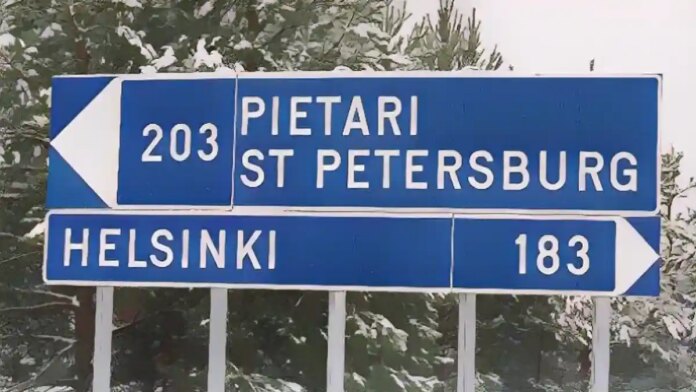 203 PIETARI
ST PETERSBURG
HELSINKI 183